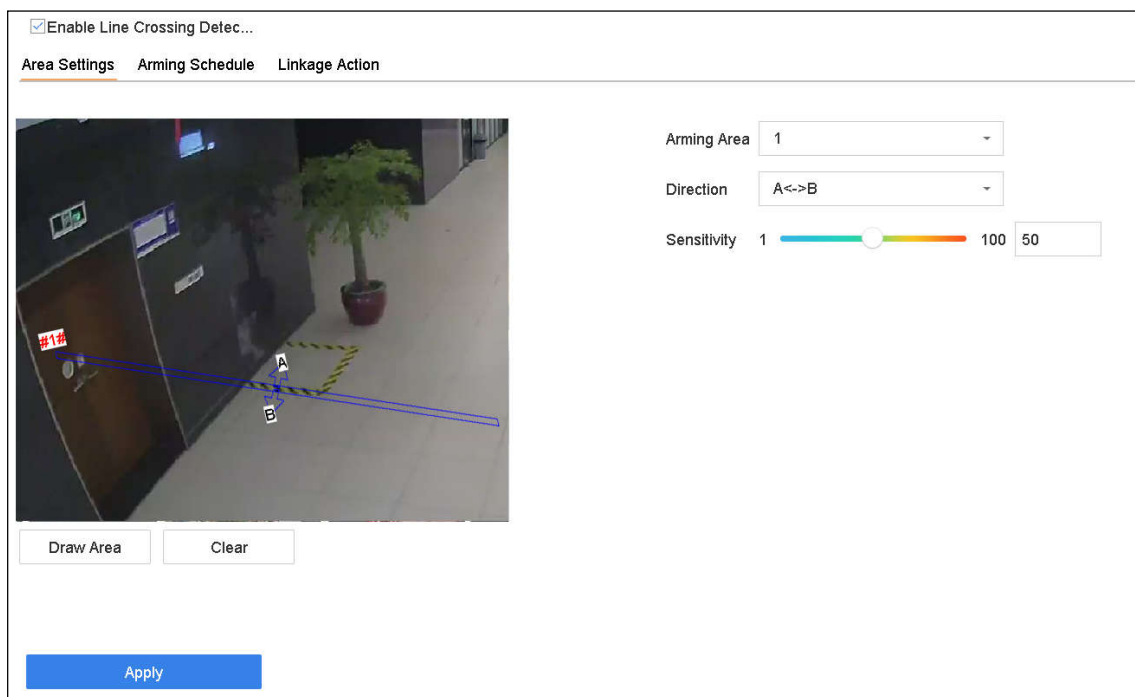 Enable Line Crossing Detec...
Area Settings Arming Schedule Linkage Action
Arming Area 1
Direction A<->B
Sensitivity 1 100 50
#1#
A
B
Draw Area Clear
Apply